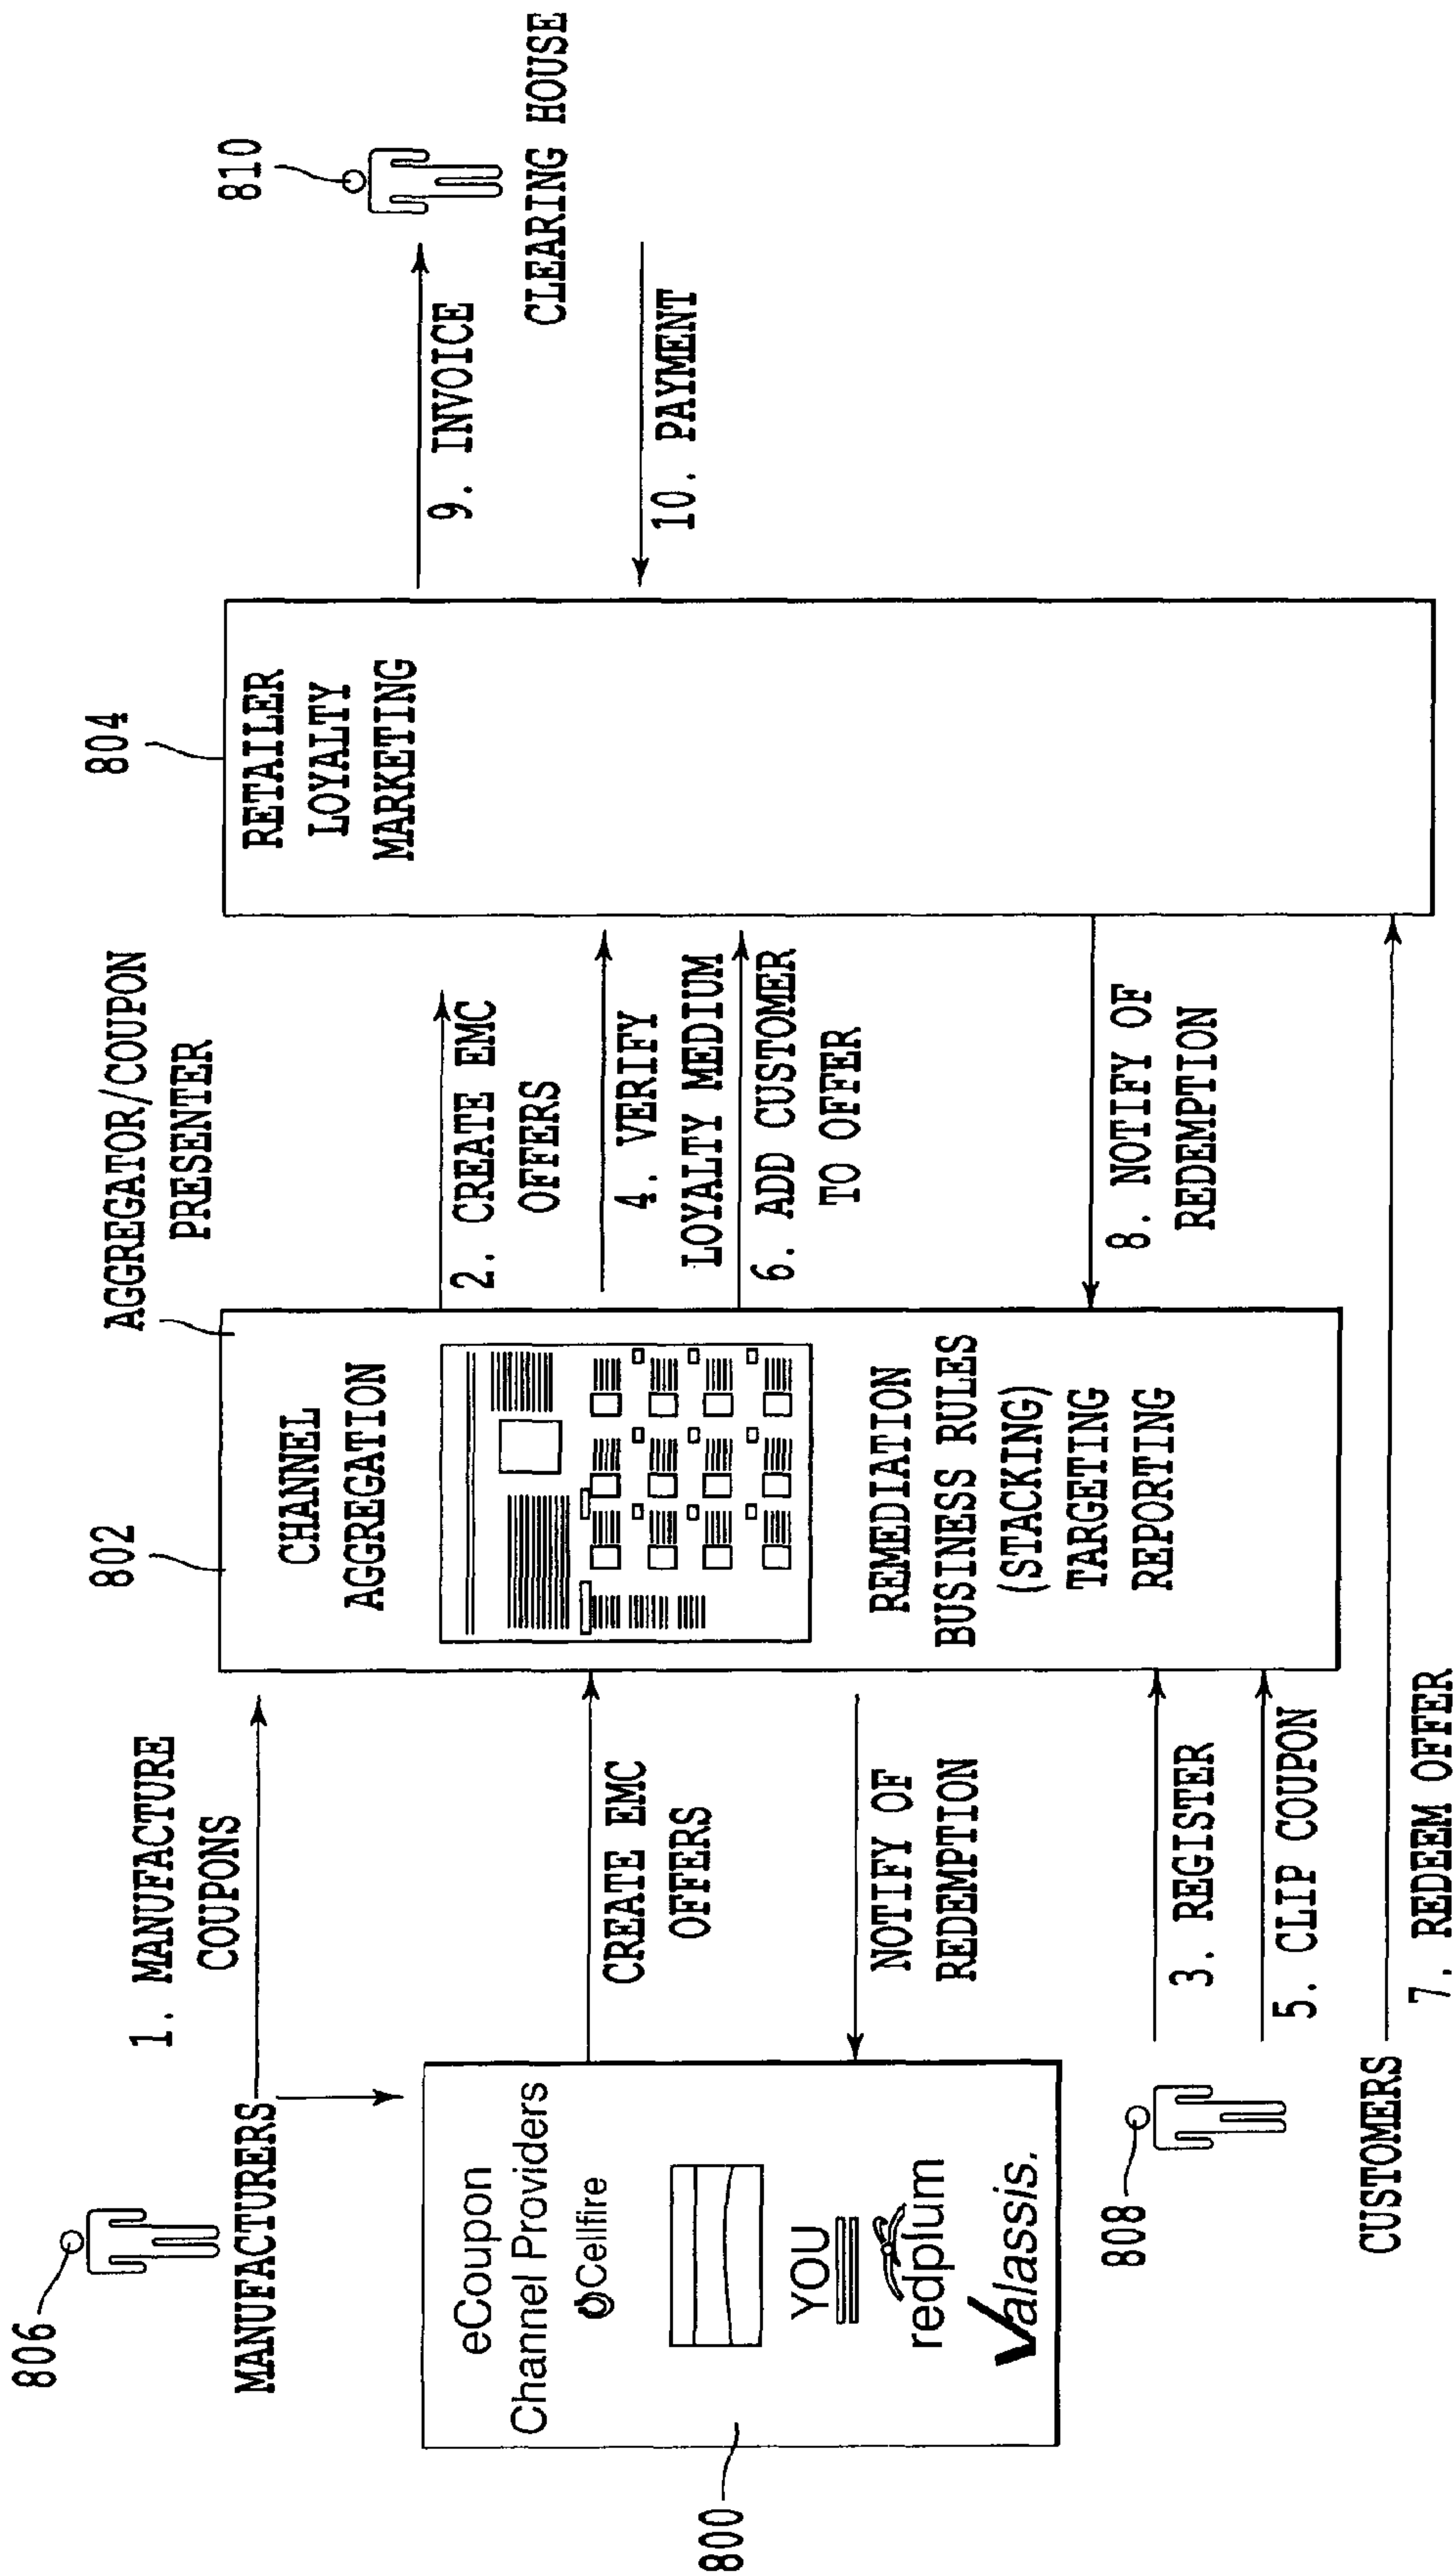 806
MANUFACTURERS
1. MANUFACTURE
COUPONS
800
eCoupon
Channel Providers
Cellfire
YOU
redplum
Valassis.
CREATE EMC
OFFERS
NOTIFY OF
REDEMPTION
808
CUSTOMERS
3. REGISTER
5. CLIP COUPON
7. REDEEM OFFER
802
AGGREGATOR/COUPON
PRESENTER
CHANNEL
AGGREGATION
REMEDIATION
BUSINESS RULES
(STACKING)
TARGETING
REPORTING
2. CREATE EMC
OFFERS
4. VERIFY
LOYALTY MEDIUM
6. ADD CUSTOMER
TO OFFER
8. NOTIFY OF
REDEMPTION
804
RETAILER
LOYALTY
MARKETING
9. INVOICE
10. PAYMENT
810
CLEARING HOUSE